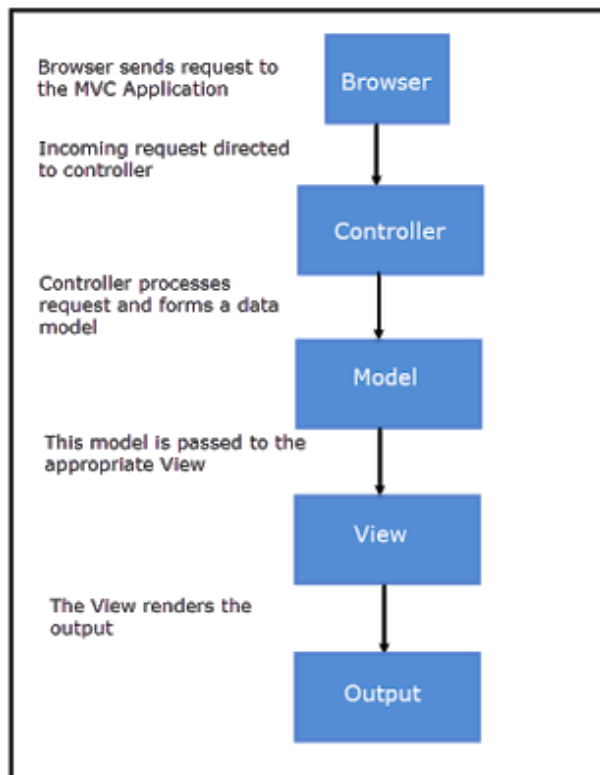 Browser sends request to
the MVC Application
Browser
Incoming request directed
to controller
Controller
Controller processes
request and forms a data
model
Model
This model is passed to the
appropriate View
View
The View renders the
output
Output